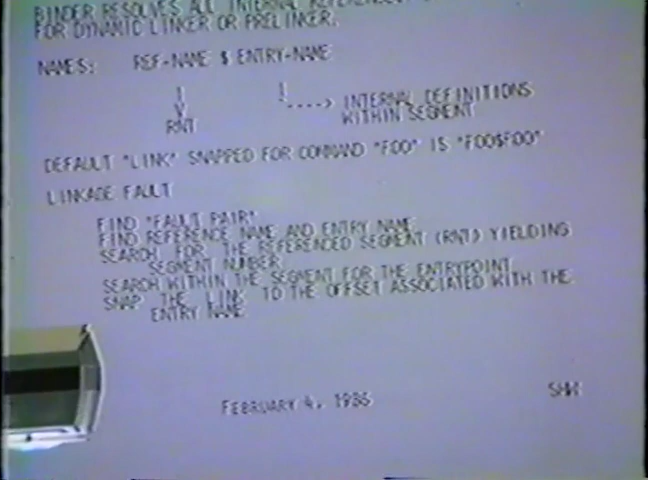 BINDER RESOLVES ALL INTERNAL REFERENCES
FOR DYNAMIC LINKER OR PRELINKER.
NAMES: REF-NAME $ ENTRY-NAME
! !
V ----> INTERNAL DEFINITIONS
RNT WITHIN SEGMENT
DEFAULT "LINK" SNAPPED FOR COMMAND "FOO" IS "FOO$FOO"
LINKAGE FAULT
FIND "FAULT PAIR"
FIND REFERENCE NAME AND ENTRY NAME
SEARCH FOR THE REFERENCED SEGMENT (RNT) YIELDING
SEGMENT NUMBER
SEARCH WITHIN THE SEGMENT FOR THE ENTRYPOINT
SNAP THE LINK TO THE OFFSET ASSOCIATED WITH THE
ENTRY NAME
FEBRUARY 4, 1986 SHW